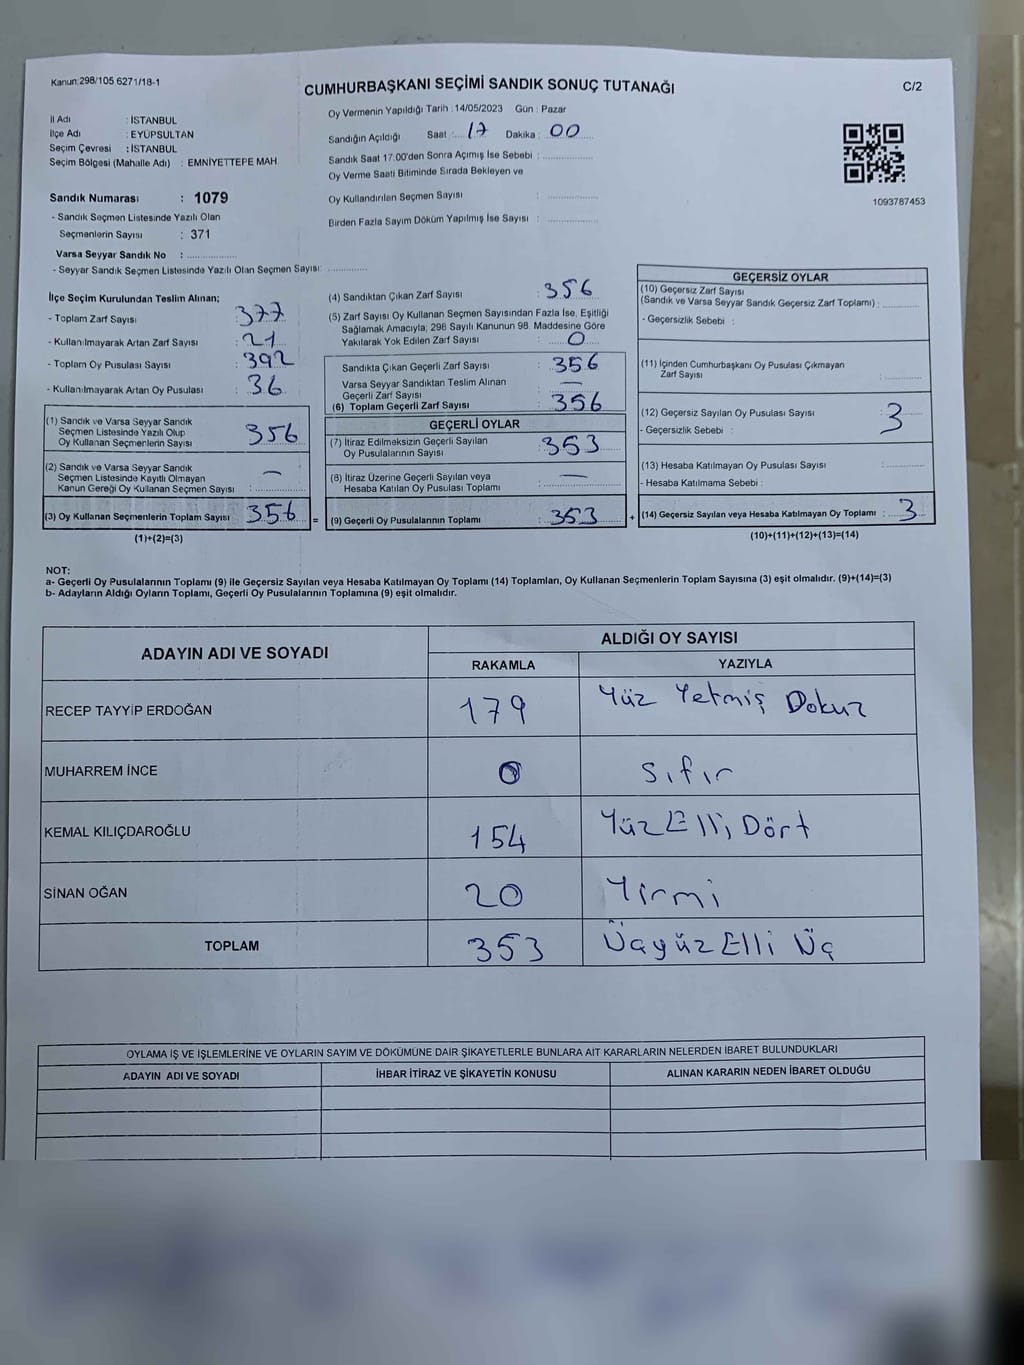 Kanun:298/105 6271/18-1
CUMHURBAŞKANI SEÇİMİ SANDIK SONUÇ TUTANAĞI
C/2
İl Adı : İSTANBUL
İlçe Adı : EYÜPSULTAN
Seçim Çevresi : İSTANBUL
Seçim Bölgesi (Mahalle Adı) : EMNİYETTEPE MAH.
Sandık Numarası : 1079
- Sandık Seçmen Listesinde Yazılı Olan
Seçmenlerin Sayısı : 371
Varsa Seyyar Sandık No : ..................
- Seyyar Sandık Seçmen Listesinde Yazılı Olan Seçmen Sayısı: ..............
Oy Vermenin Yapıldığı Tarih : 14/05/2023 Gün : Pazar
Sandığın Açıldığı Saat : 17 Dakika : 00
Sandık Saat 17.00'den Sonra Açımış İse Sebebi : ..................
Oy Verme Saati Bitiminde Sırada Bekleyen ve
Oy Kullandırılan Seçmen Sayısı : ..................
Birden Fazla Sayım Döküm Yapılmış İse Sayısı : ..................
1093787453
İlçe Seçim Kurulundan Teslim Alınan;
- Toplam Zarf Sayısı : 377
- Kullanılmayarak Artan Zarf Sayısı : 21
- Toplam Oy Pusulası Sayısı : 392
- Kullanılmayarak Artan Oy Pusulası : 36
(1) Sandık ve Varsa Seyyar Sandık
Seçmen Listesinde Yazılı Olup
Oy Kullanan Seçmenlerin Sayısı : 356
(2) Sandık ve Varsa Seyyar Sandık
Seçmen Listesinde Kayıtlı Olmayan
Kanun Gereği Oy Kullanan Seçmen Sayısı : —
(3) Oy Kullanan Seçmenlerin Toplam Sayısı : 356
(1)+(2)=(3)
(4) Sandıktan Çıkan Zarf Sayısı : 356
(5) Zarf Sayısı Oy Kullanan Seçmen Sayısından Fazla İse, Eşitliği
Sağlamak Amacıyla; 298 Sayılı Kanunun 98. Maddesine Göre
Yakılarak Yok Edilen Zarf Sayısı : 0
Sandıkta Çıkan Geçerli Zarf Sayısı : 356
Varsa Seyyar Sandıktan Teslim Alınan
Geçerli Zarf Sayısı : —
(6) Toplam Geçerli Zarf Sayısı : 356
GEÇERLİ OYLAR
(7) İtiraz Edilmeksizin Geçerli Sayılan
Oy Pusulalarının Sayısı : 353
(8) İtiraz Üzerine Geçerli Sayılan veya
Hesaba Katılan Oy Pusulası Toplamı : —
= (9) Geçerli Oy Pusulalarının Toplamı : 353
GEÇERSİZ OYLAR
(10) Geçersiz Zarf Sayısı
(Sandık ve Varsa Seyyar Sandık Geçersiz Zarf Toplamı) : ............
- Geçersizlik Sebebi :
(11) İçinden Cumhurbaşkanı Oy Pusulası Çıkmayan
Zarf Sayısı : ............
(12) Geçersiz Sayılan Oy Pusulası Sayısı : 3
- Geçersizlik Sebebi :
(13) Hesaba Katılmayan Oy Pusulası Sayısı : ............
- Hesaba Katılmama Sebebi :
+ (14) Geçersiz Sayılan veya Hesaba Katılmayan Oy Toplamı : 3
(10)+(11)+(12)+(13)=(14)
NOT:
a- Geçerli Oy Pusulalarının Toplamı (9) ile Geçersiz Sayılan veya Hesaba Katılmayan Oy Toplamı (14) Toplamları, Oy Kullanan Seçmenlerin Toplam Sayısına (3) eşit olmalıdır. (9)+(14)=(3)
b- Adayların Aldığı Oyların Toplamı, Geçerli Oy Pusulalarının Toplamına (9) eşit olmalıdır.
ADAYIN ADI VE SOYADI
ALDIĞI OY SAYISI
RAKAMLA YAZIYLA
RECEP TAYYİP ERDOĞAN 179 Yüz Yetmiş Dokuz
MUHARREM İNCE 0 Sıfır
KEMAL KILIÇDAROĞLU 154 Yüz Elli Dört
SİNAN OĞAN 20 Yirmi
TOPLAM 353 Üçyüz Elli Üç
OYLAMA İŞ VE İŞLEMLERİNE VE OYLARIN SAYIM VE DÖKÜMÜNE DAİR ŞİKAYETLERLE BUNLARA AİT KARARLARIN NELERDEN İBARET BULUNDUKLARI
ADAYIN ADI VE SOYADI İHBAR İTİRAZ VE ŞİKAYETİN KONUSU ALINAN KARARIN NEDEN İBARET OLDUĞU